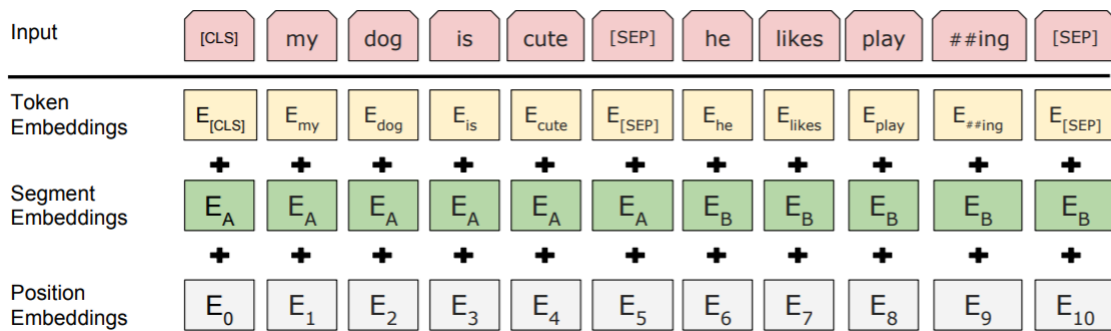 Input [CLS] my dog is cute [SEP] he likes play ##ing [SEP]
Token Embeddings E[CLS] Emy Edog Eis Ecute E[SEP] Ehe Elikes Eplay E##ing E[SEP]
+ + + + + + + + + + +
Segment Embeddings EA EA EA EA EA EA EB EB EB EB EB
+ + + + + + + + + + +
Position Embeddings E0 E1 E2 E3 E4 E5 E6 E7 E8 E9 E10